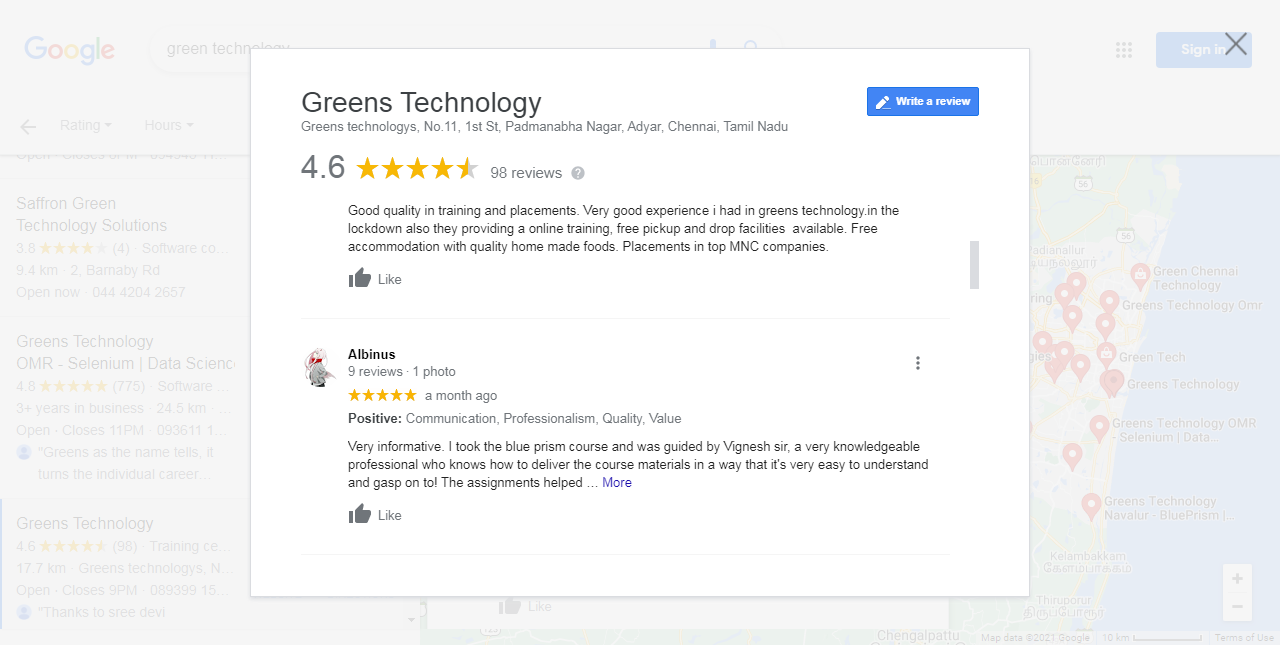 Google
green technology
Sign in
Rating
Hours
Saffron Green
Technology Solutions
3.8 (4) · Software co...
9.4 km · 2, Barnaby Rd
Open now · 044 4204 2657
Greens Technology
OMR - Selenium | Data Science
4.8 (775) · Software ...
3+ years in business · 24.5 km · ...
Open · Closes 11PM · 093611 1...
"Greens as the name tells, it
turns the individual career...
Greens Technology
4.6 (98) · Training ce...
17.7 km · Greens technologys, N...
Open · Closes 9PM · 089399 15...
"Thanks to sree devi
Greens Technology
Write a review
Greens technologys, No.11, 1st St, Padmanabha Nagar, Adyar, Chennai, Tamil Nadu
4.6 98 reviews ?
Good quality in training and placements. Very good experience i had in greens technology.in the
lockdown also they providing a online training, free pickup and drop facilities available. Free
accommodation with quality home made foods. Placements in top MNC companies.
Like
Albinus
9 reviews · 1 photo
a month ago
Positive: Communication, Professionalism, Quality, Value
Very informative. I took the blue prism course and was guided by Vignesh sir, a very knowledgeable
professional who knows how to deliver the course materials in a way that it's very easy to understand
and gasp on to! The assignments helped ... More
Like
Like
56
56
Green Chennai
Technology
Greens Technology Omr
Green Tech
Greens Technology
Greens Technology OMR
- Selenium | Data...
Greens Technology
Navalur - BluePrism |...
Kelambakkam
கேளம்பாக்கம்
Thiruporur
திருப்போரூர்
Chengalpattu
Map data ©2021 Google
10 km
Terms of Use